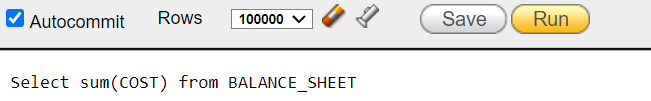 Autocommit Rows 100000 Save Run
Select sum(COST) from BALANCE_SHEET